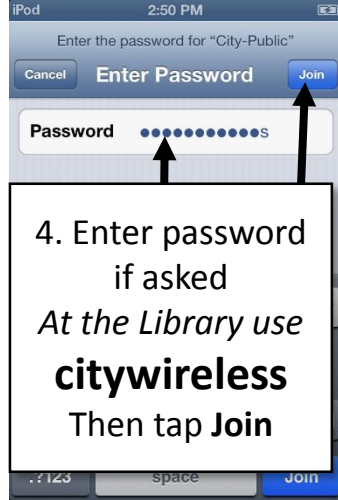 iPod 2:50 PM
Enter the password for “City-Public”
Cancel Enter Password Join
Password ●●●●●●●●●●●s
4. Enter password
if asked
At the Library use
citywireless
Then tap Join
.?123 space Join